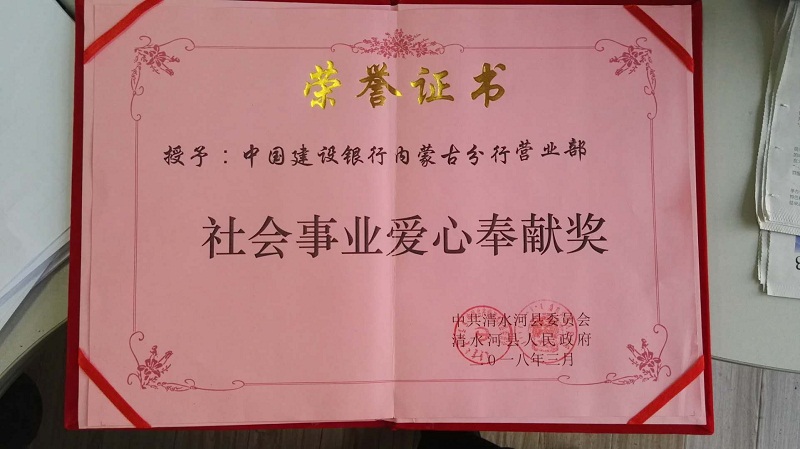 荣誉证书
授予：中国建设银行内蒙古分行营业部
社会事业爱心奉献奖
中共清水河县委员会
清水河县人民政府
二〇一八年三月